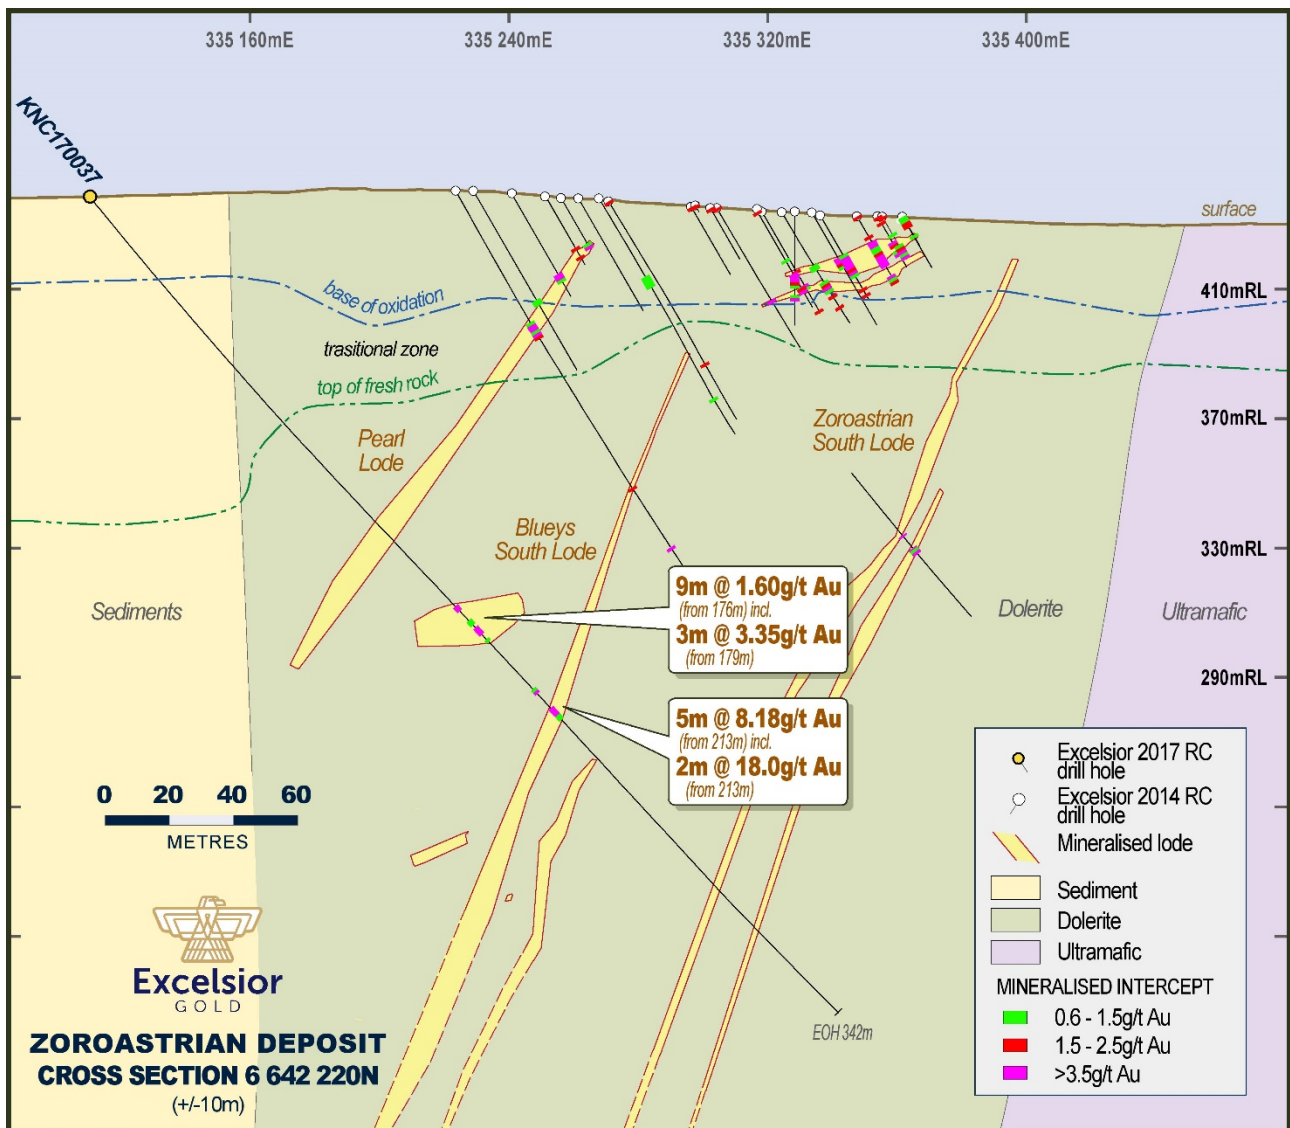 335 160mE
335 240mE
335 320mE
335 400mE
KNC170037
surface
base of oxidation
410mRL
trasitional zone
top of fresh rock
370mRL
Pearl
Lode
Zoroastrian
South Lode
Blueys
South Lode
330mRL
9m @ 1.60g/t Au
(from 176m) incl.
3m @ 3.35g/t Au
(from 179m)
Sediments
Dolerite
Ultramafic
290mRL
5m @ 8.18g/t Au
(from 213m) incl.
2m @ 18.0g/t Au
(from 213m)
0 20 40 60
METRES
Excelsior 2017 RC
drill hole
Excelsior 2014 RC
drill hole
Mineralised lode
Sediment
Dolerite
Ultramafic
MINERALISED INTERCEPT
0.6 - 1.5g/t Au
1.5 - 2.5g/t Au
>3.5g/t Au
EOH 342m
Excelsior
GOLD
ZOROASTRIAN DEPOSIT
CROSS SECTION 6 642 220N
(+/-10m)